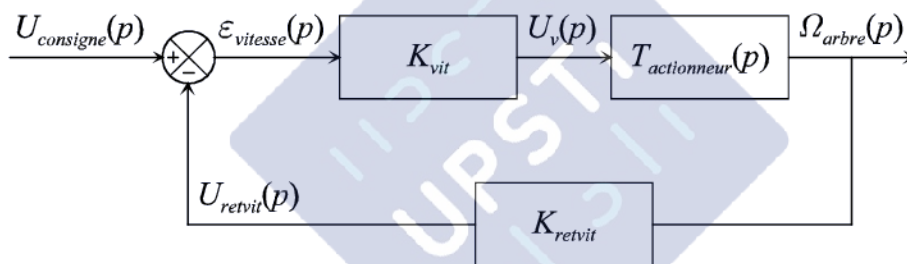 U_consigne(p) ε_vitesse(p) U_v(p) Ω_arbre(p)
+ − K_vit T_actionneur(p)
U_retvit(p) K_retvit
UPSTI